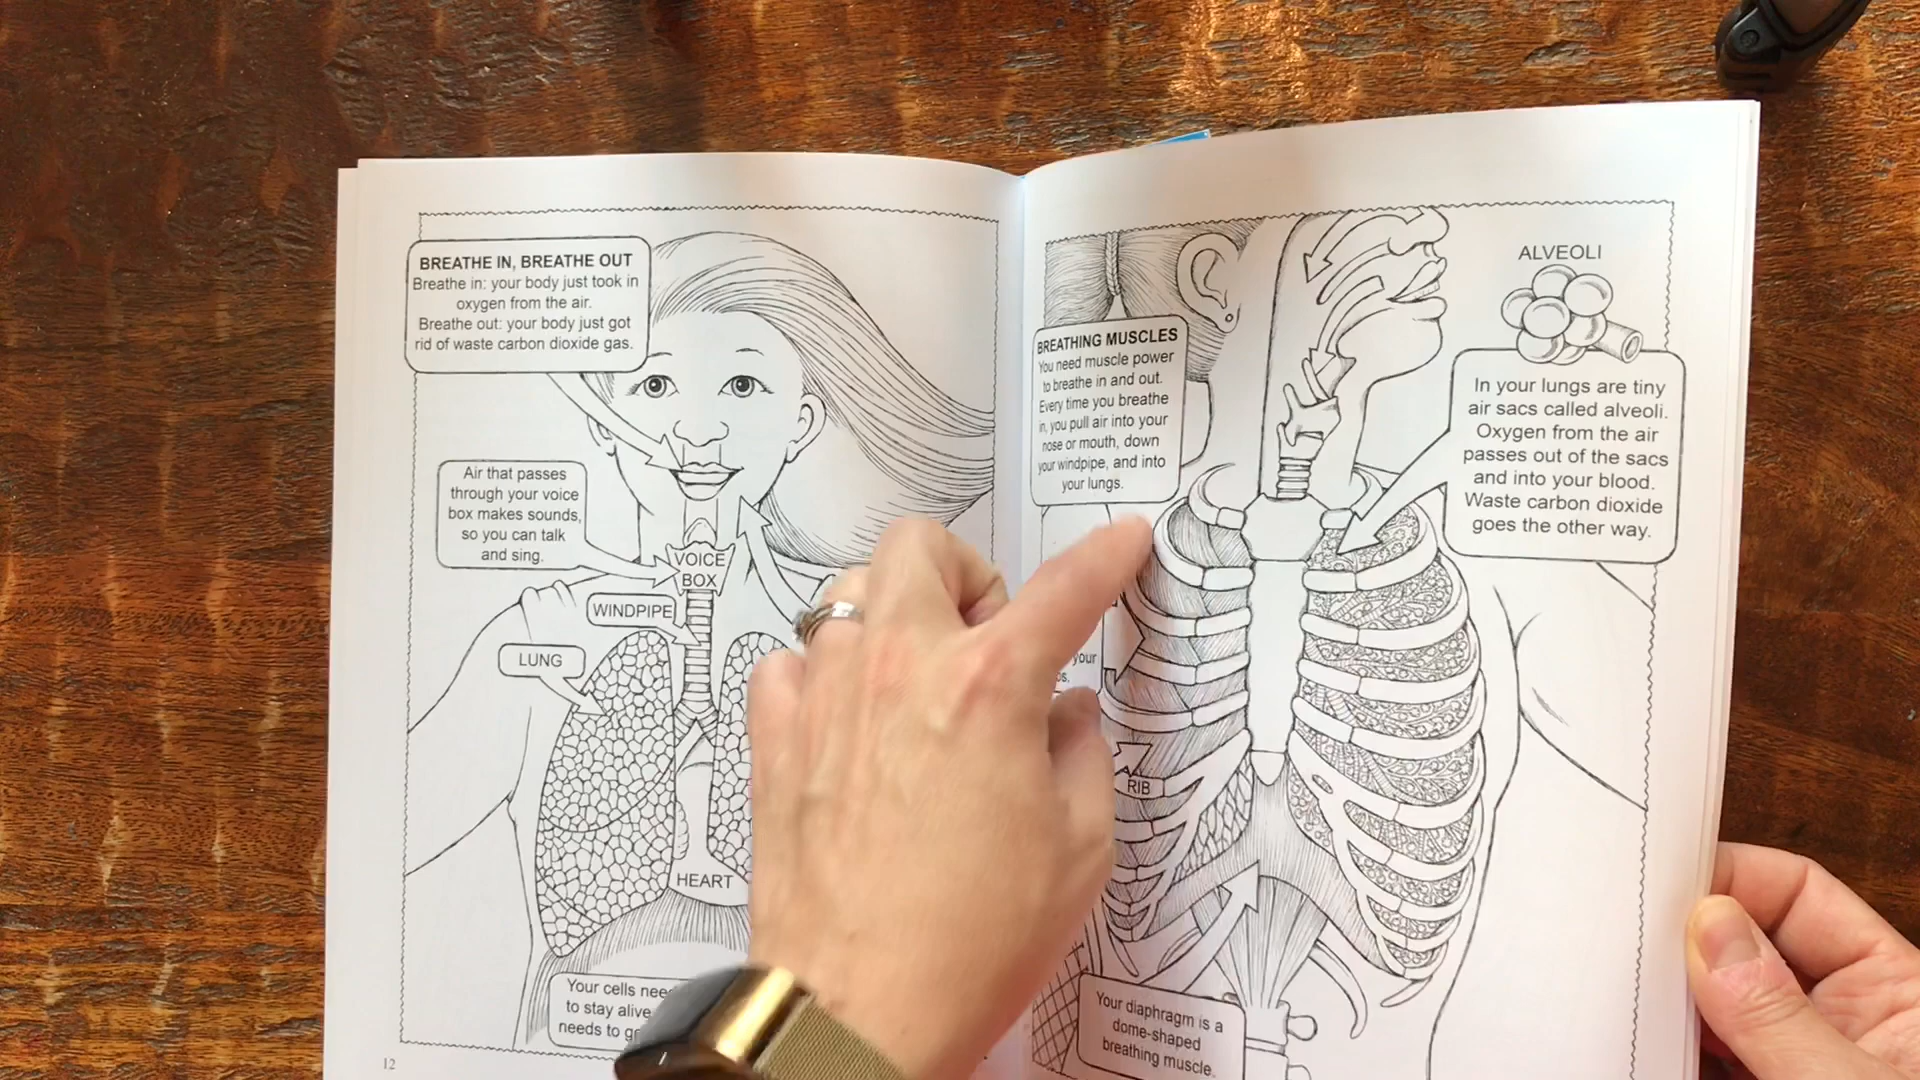 BREATHE IN, BREATHE OUT
Breathe in: your body just took in
oxygen from the air.
Breathe out: your body just got
rid of waste carbon dioxide gas.
Air that passes
through your voice
box makes sounds,
so you can talk
and sing.
VOICE
BOX
WINDPIPE
LUNG
HEART
Your cells need
to stay alive
needs to
12
BREATHING MUSCLES
You need muscle power
to breathe in and out.
Every time you breathe
in, you pull air into your
nose or mouth, down
your windpipe, and into
your lungs.
your
RIB
Your diaphragm is a
dome-shaped
breathing muscle.
ALVEOLI
In your lungs are tiny
air sacs called alveoli.
Oxygen from the air
passes out of the sacs
and into your blood.
Waste carbon dioxide
goes the other way.